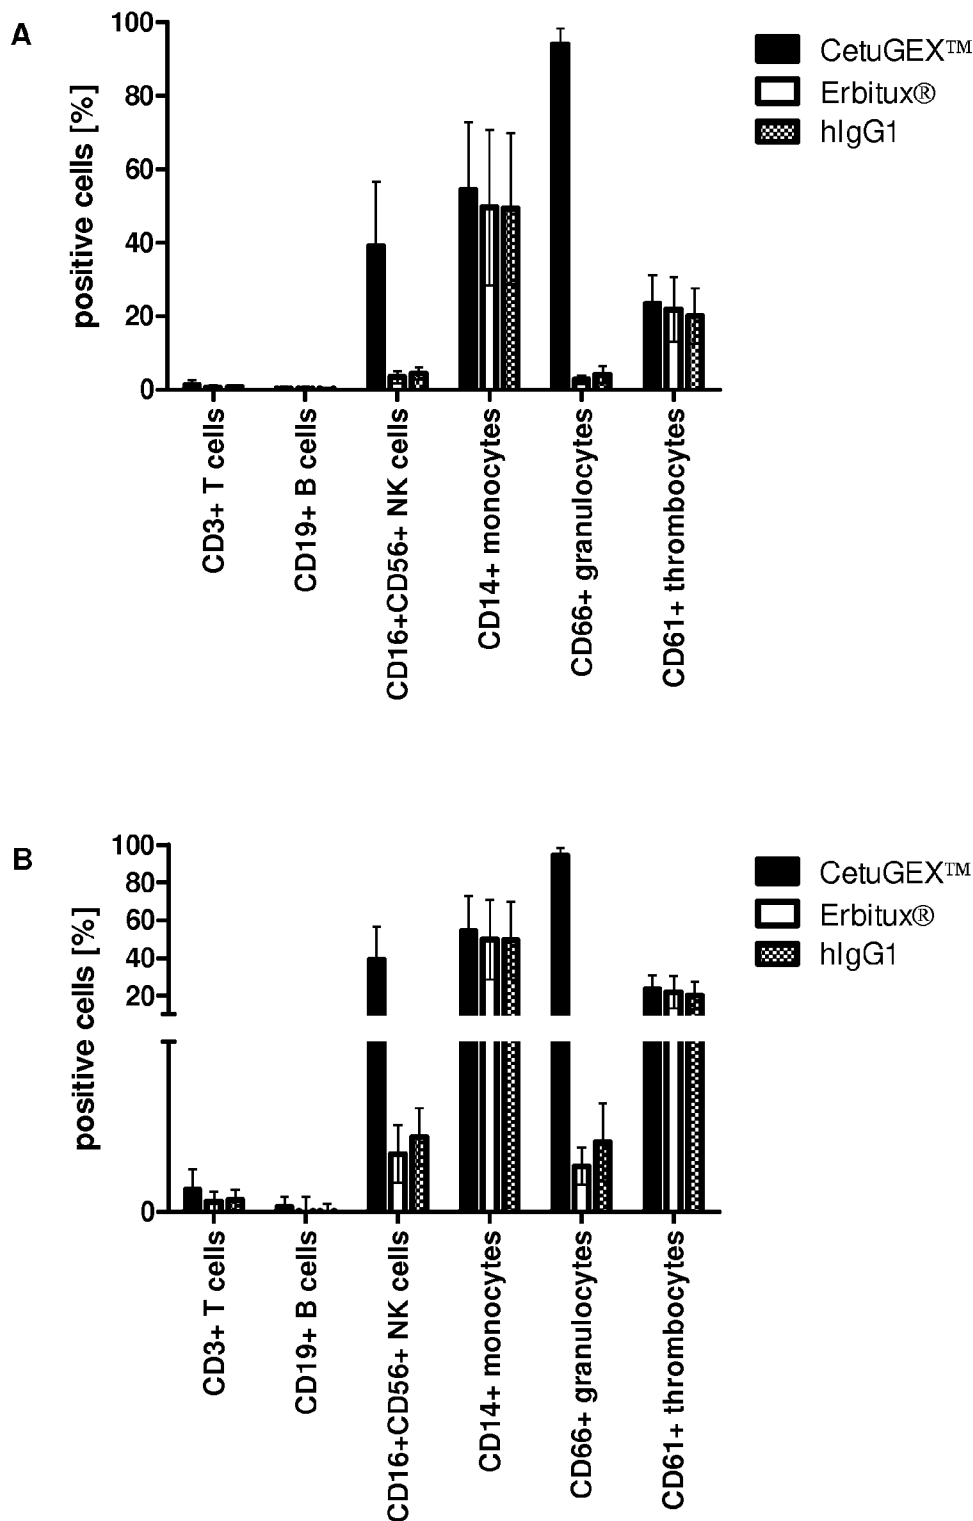 A
positive cells [%]
100
80
60
40
20
0
CD3+ T cells
CD19+ B cells
CD16+CD56+ NK cells
CD14+ monocytes
CD66+ granulocytes
CD61+ thrombocytes
CetuGEX™
Erbitux®
hIgG1
B
positive cells [%]
100
80
60
40
20
0
CD3+ T cells
CD19+ B cells
CD16+CD56+ NK cells
CD14+ monocytes
CD66+ granulocytes
CD61+ thrombocytes
CetuGEX™
Erbitux®
hIgG1